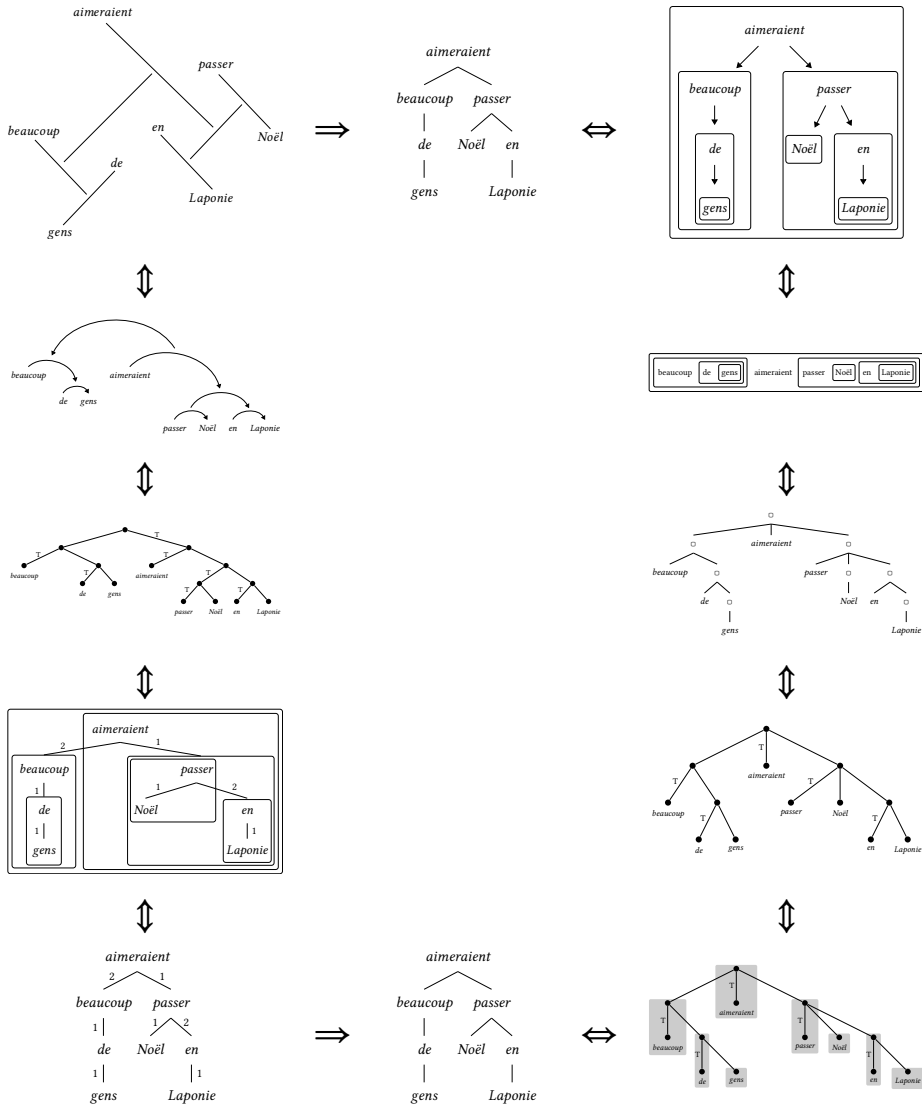 aimeraient
passer
beaucoup
en
Noël
de
Laponie
gens
aimeraient
beaucoup passer
de Noël en
gens Laponie
aimeraient
beaucoup passer
de Noël en
gens Laponie
beaucoup aimeraient
de gens
passer Noël en Laponie
beaucoup de gens aimeraient passer Noël en Laponie
T
T T
beaucoup T aimeraient T
de gens T T
passer Noël en Laponie
aimeraient
beaucoup passer
de Noël en
gens Laponie
aimeraient
2 1
beaucoup passer
1 1 2
de Noël en
1 1
gens Laponie
T
aimeraient
T T
beaucoup passer Noël
T T
de gens en Laponie
aimeraient
2 1
beaucoup passer
1 1 2
de Noël en
1 1
gens Laponie
aimeraient
beaucoup passer
de Noël en
gens Laponie
T
aimeraient
T T
beaucoup passer Noël
T T
de gens en Laponie